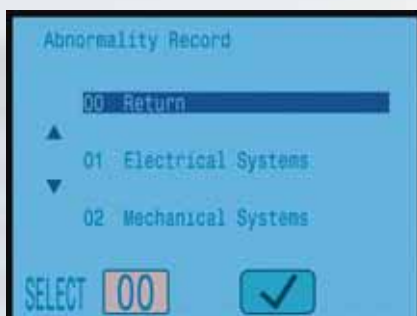 Abnormality Record
00 Return
01 Electrical Systems
02 Mechanical Systems
SELECT 00